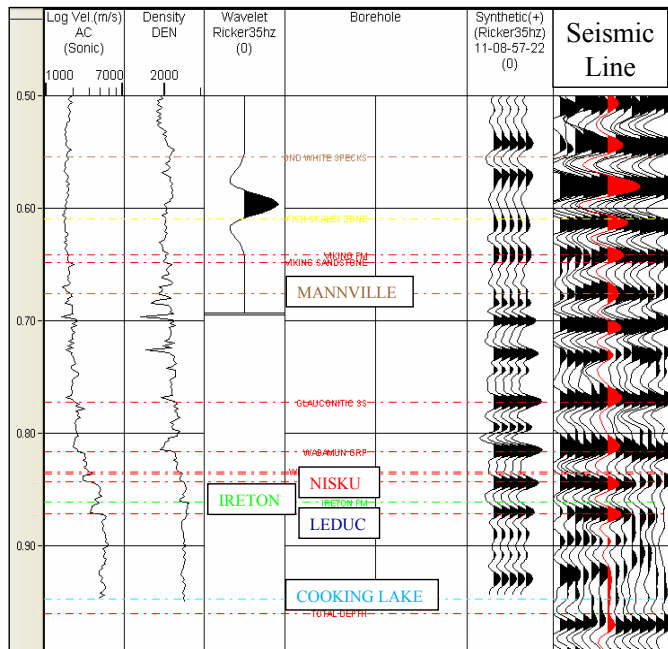 Log Vel.(m/s)
AC
(Sonic)
1000 7000
Density
DEN
2000
Wavelet
Ricker35hz
(0)
Borehole
Synthetic(+)
(Ricker35hz)
11-08-57-22
(0)
Seismic
Line
0.50
2ND WHITE SPECKS
0.60
FISH SCALES ZONE
VIKING FM
VIKING SANDSTONE
MANNVILLE
0.70
GLAUCONITIC SS
0.80
WABAMUN GRP
NISKU
IRETON
IRETON FM
LEDUC
0.90
COOKING LAKE
TOTAL DEPTH